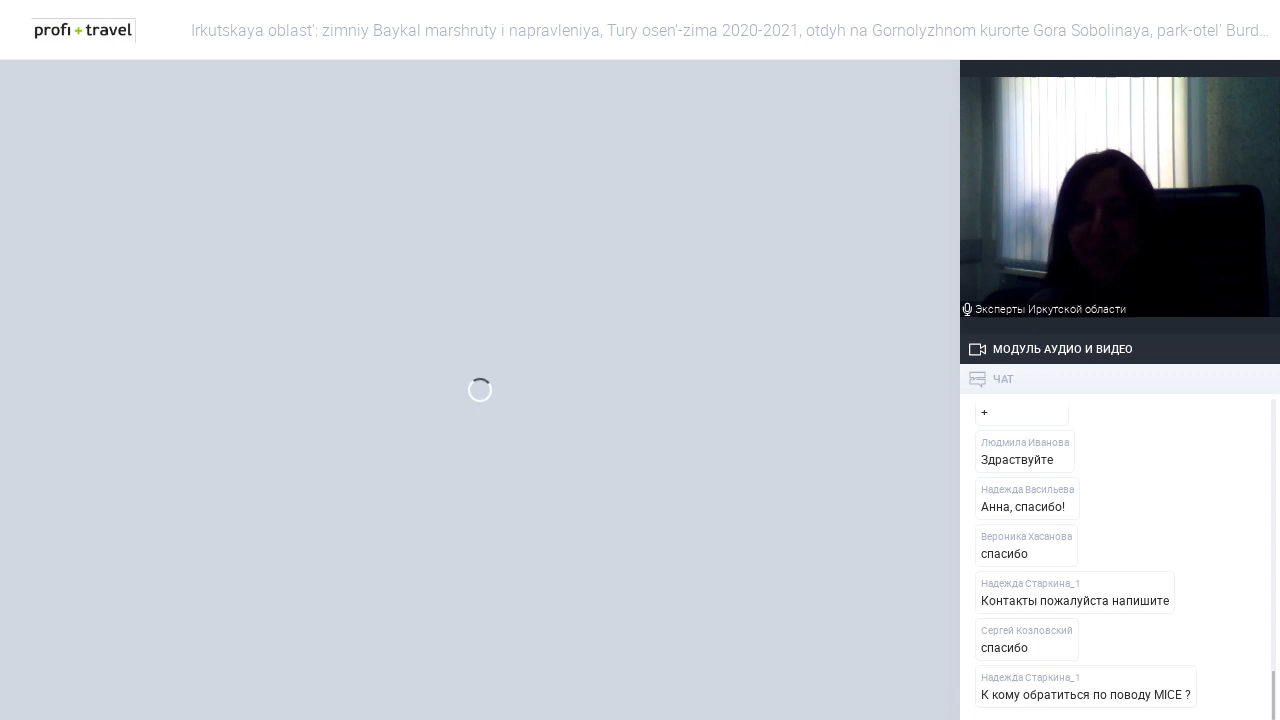 profi + travel
Irkutskaya oblast': zimniy Baykal marshruty i napravleniya, Tury osen'-zima 2020-2021, otdyh na Gornolyzhnom kurorte Gora Sobolinaya, park-otel' Burd...
Эксперты Иркутской области
МОДУЛЬ АУДИО И ВИДЕО
ЧАТ
+
Людмила Иванова
Здраствуйте
Надежда Васильева
Анна, спасибо!
Вероника Хасанова
спасибо
Надежда Старкина_1
Контакты пожалуйста напишите
Сергей Козловский
спасибо
Надежда Старкина_1
К кому обратиться по поводу MICE ?